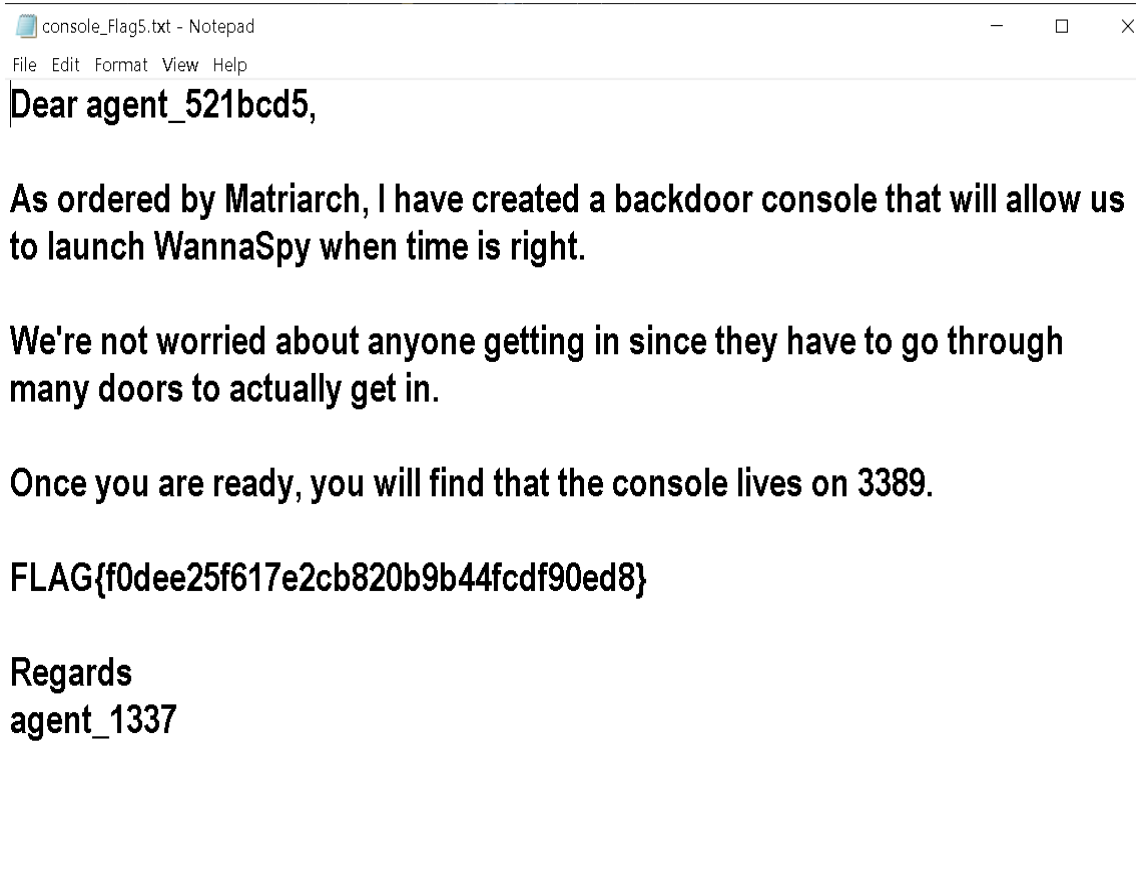 console_Flag5.txt - Notepad
File Edit Format View Help
Dear agent_521bcd5,
As ordered by Matriarch, I have created a backdoor console that will allow us
to launch WannaSpy when time is right.
We're not worried about anyone getting in since they have to go through
many doors to actually get in.
Once you are ready, you will find that the console lives on 3389.
FLAG{f0dee25f617e2cb820b9b44fcdf90ed8}
Regards
agent_1337